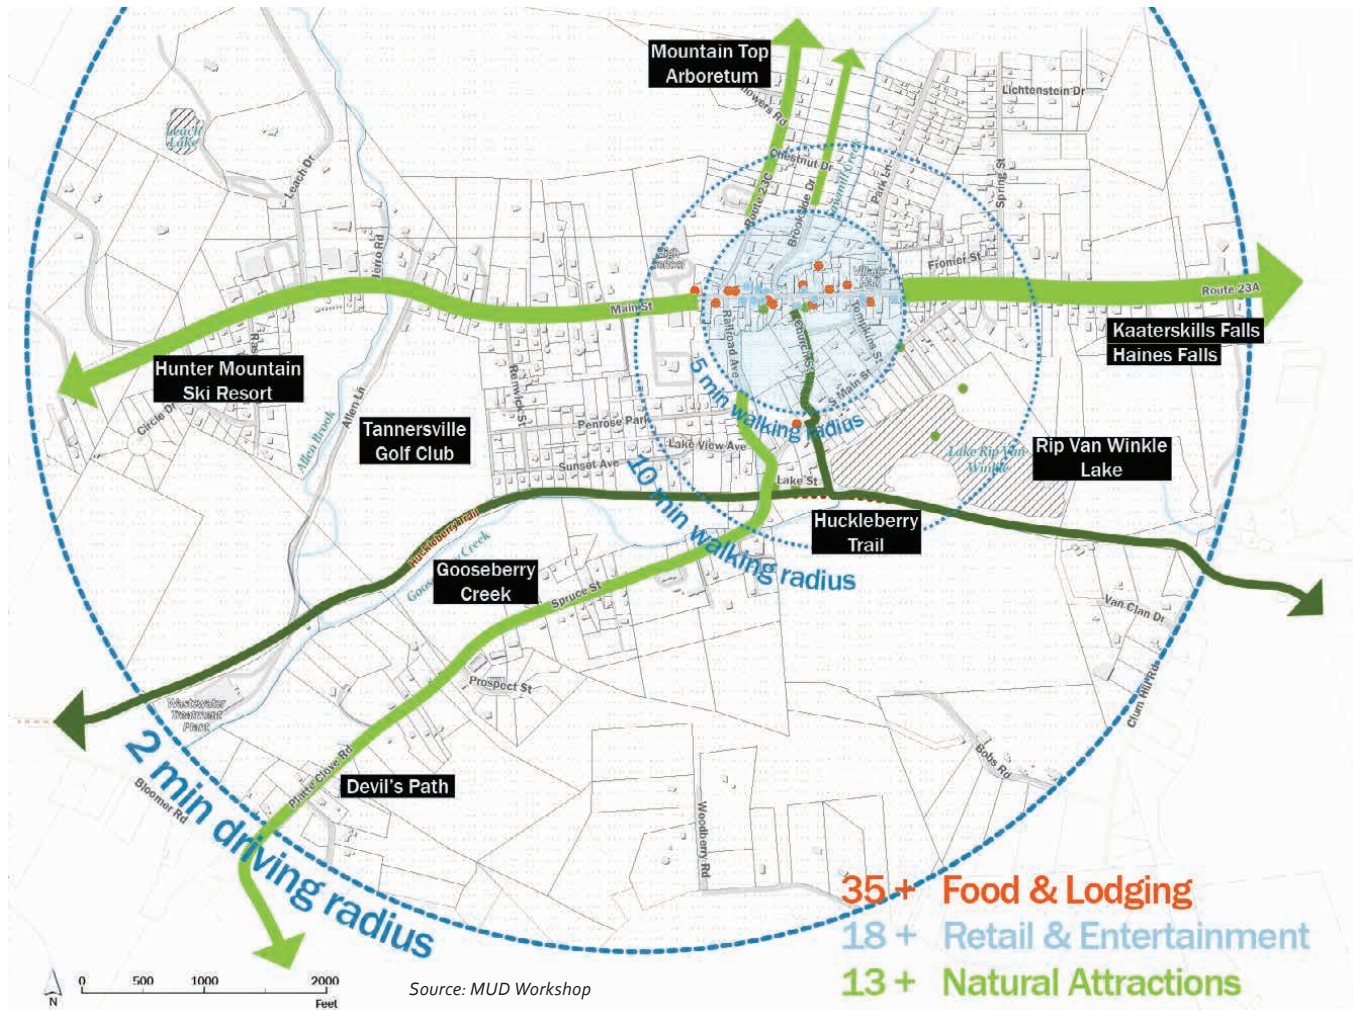 Mountain Top
Arboretum
Lichtenstein Dr
Leach
Lake
Leach Dr
Chestnut Dr
Route 23C
Brookside Dr
Park Ln
Spring St
Fromer St
Main St
Route 23A
Kaaterskills Falls
Haines Falls
Hunter Mountain
Ski Resort
Circle Dr
Allen Brook
Allen Ln
Tannersville
Golf Club
Renwick St
Railroad Ave
Church St
Tompkins St
S Main St
5 min walking radius
Penrose Park
Lake View Ave
Sunset Ave
Lake St
Lake Rip Van
Winkle
Rip Van Winkle
Lake
10 min walking radius
Huckleberry Trail
Huckleberry
Trail
Gooseberry
Creek
Spruce St
Van Clan Dr
Prospect St
Clum Hill Rd
Wastewater
Treatment
Plant
Bobs Rd
Platte Clove Rd
Devil's Path
Bloomer Rd
Woodberry Rd
2 min driving radius
35 + Food & Lodging
18 + Retail & Entertainment
13 + Natural Attractions
0 500 1000 2000
Feet
N
Source: MUD Workshop